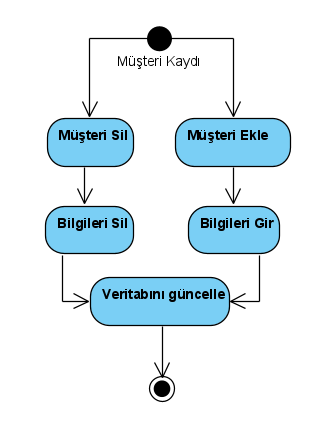 Müşteri Kaydı
Müşteri Sil
Müşteri Ekle
Bilgileri Sil
Bilgileri Gir
Veritabını güncelle